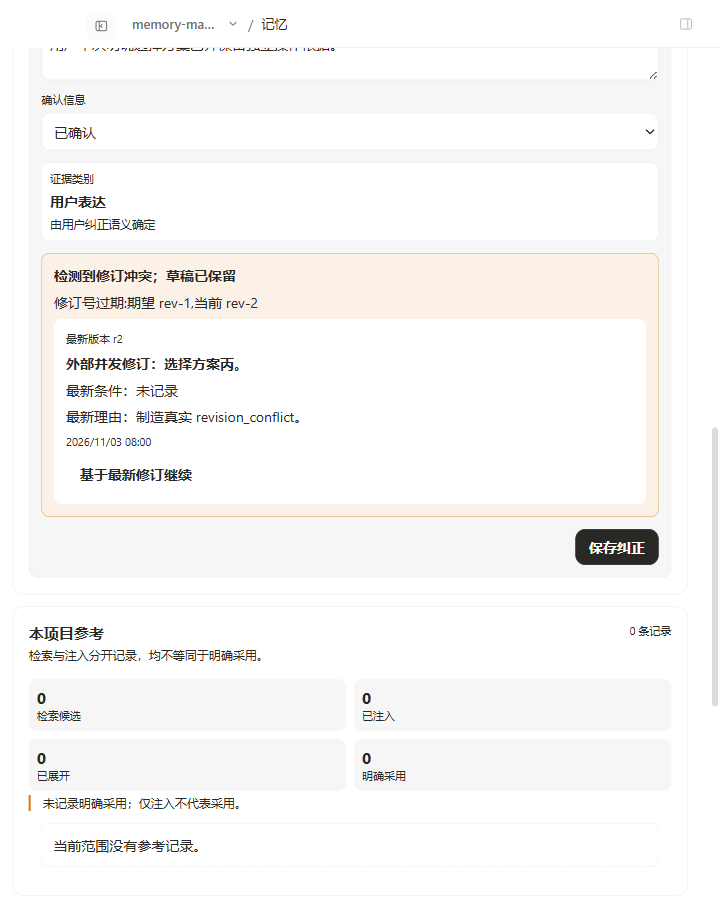 memory-ma... / 记忆
确认信息
已确认
证据类别
用户表达
由用户纠正语义确定
检测到修订冲突；草稿已保留
修订号过期:期望 rev-1,当前 rev-2
最新版本 r2
外部并发修订：选择方案丙。
最新条件：未记录
最新理由：制造真实 revision_conflict。
2026/11/03 08:00
基于最新修订继续
保存纠正
本项目参考
0 条记录
检索与注入分开记录，均不等同于明确采用。
0
检索候选
0
已注入
0
已展开
0
明确采用
未记录明确采用；仅注入不代表采用。
当前范围没有参考记录。